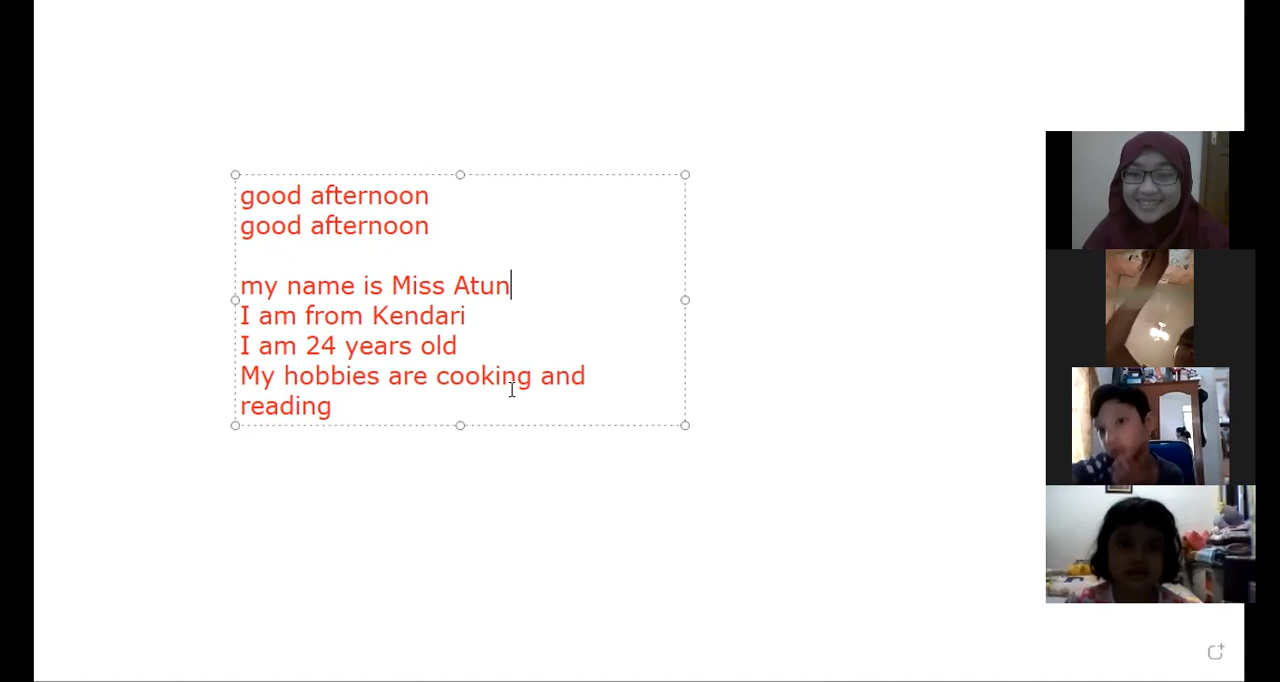 good afternoon
good afternoon
my name is Miss Atun
I am from Kendari
I am 24 years old
My hobbies are cooking and
reading